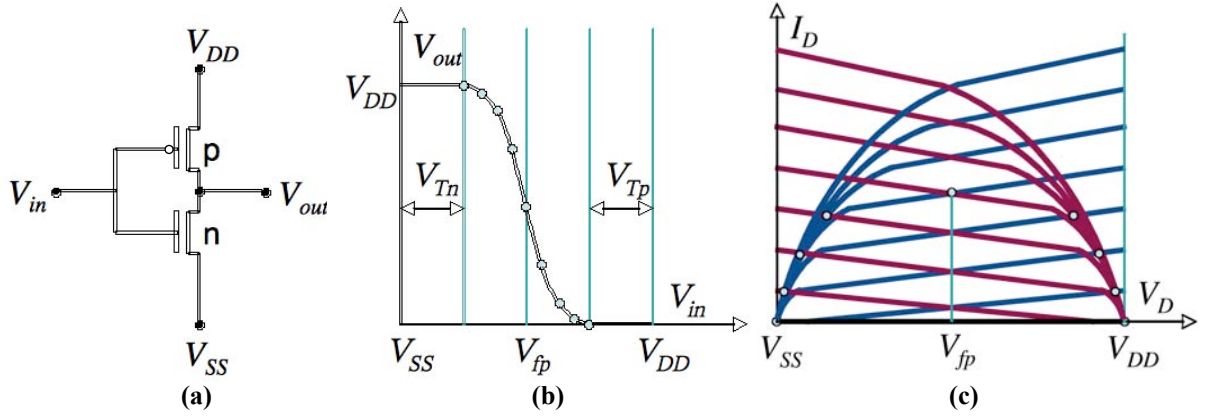 V_DD
p
V_in
V_out
n
V_SS
(a)
V_out
V_DD
V_Tn
V_Tp
V_in
V_SS
V_fp
V_DD
(b)
I_D
V_D
V_SS
V_fp
V_DD
(c)